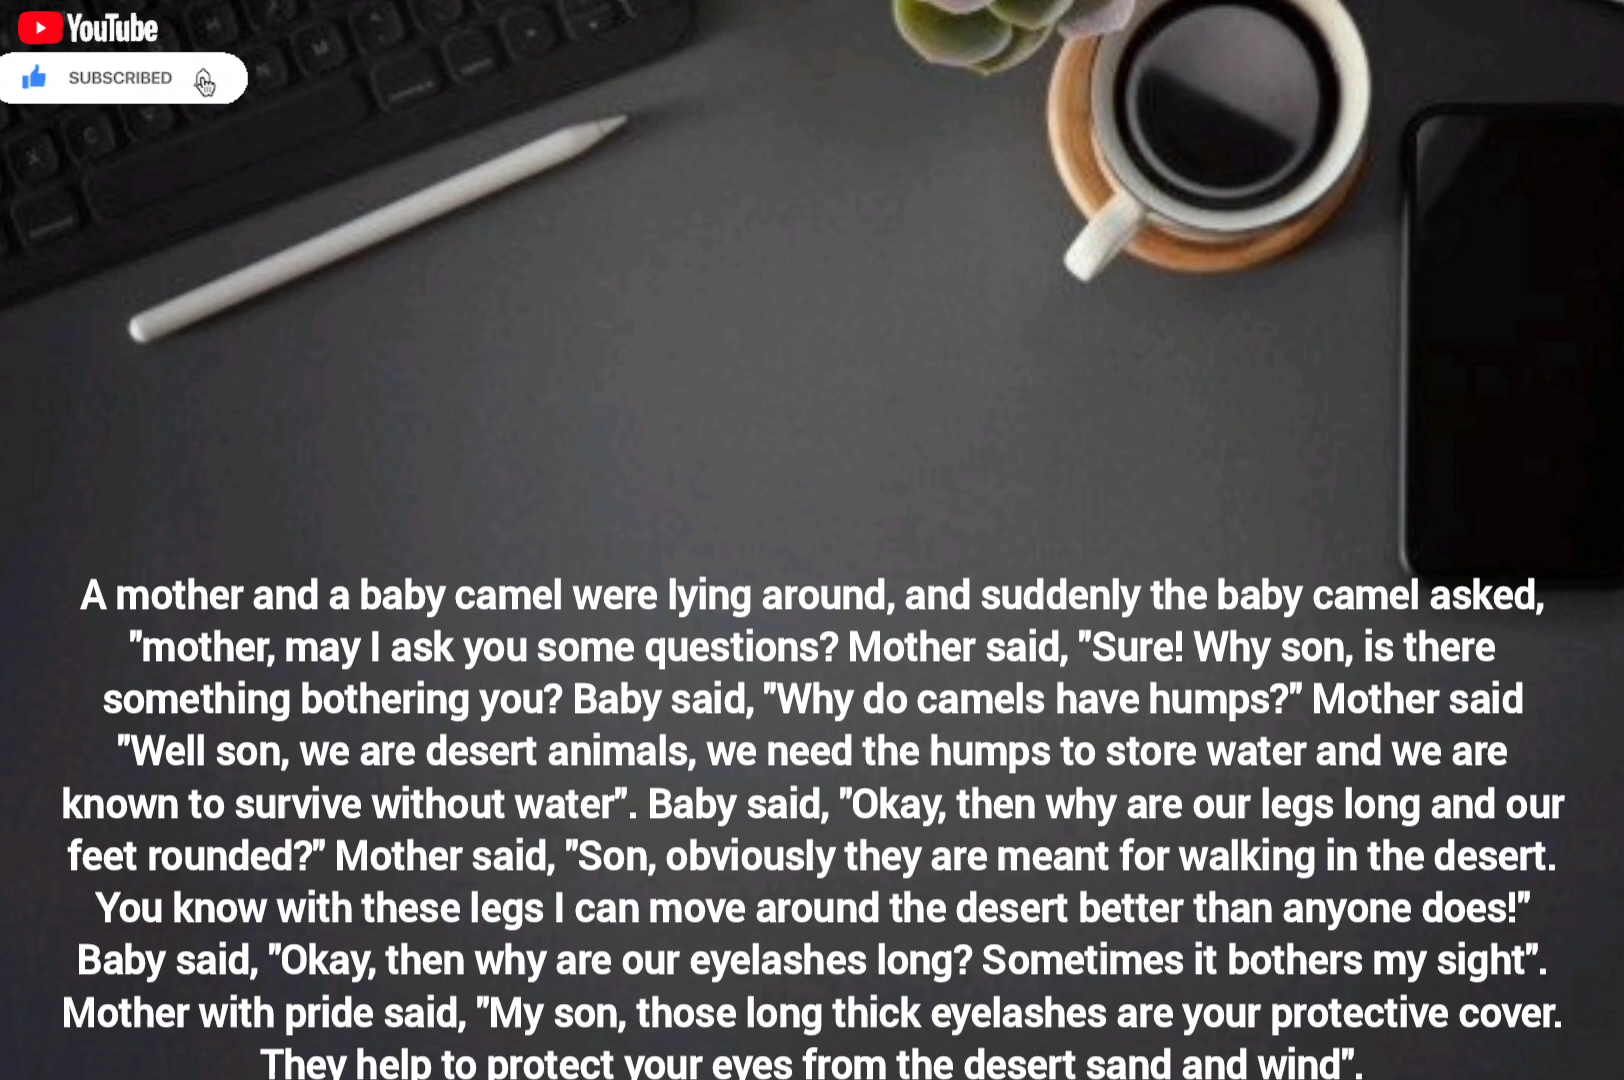 YouTube
SUBSCRIBED
A mother and a baby camel were lying around, and suddenly the baby camel asked,
"mother, may I ask you some questions? Mother said, "Sure! Why son, is there
something bothering you? Baby said, "Why do camels have humps?" Mother said
"Well son, we are desert animals, we need the humps to store water and we are
known to survive without water". Baby said, "Okay, then why are our legs long and our
feet rounded?" Mother said, "Son, obviously they are meant for walking in the desert.
You know with these legs I can move around the desert better than anyone does!"
Baby said, "Okay, then why are our eyelashes long? Sometimes it bothers my sight".
Mother with pride said, "My son, those long thick eyelashes are your protective cover.
They help to protect your eyes from the desert sand and wind".